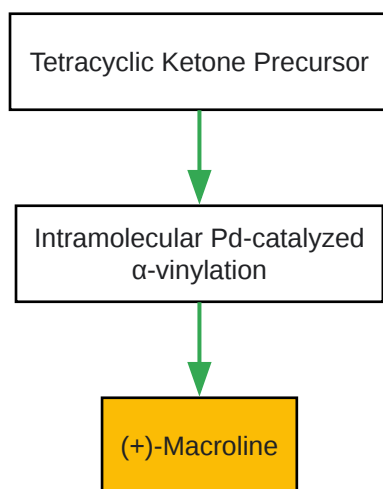 Tetracyclic Ketone Precursor
Intramolecular Pd-catalyzed
α-vinylation
(+)-Macroline